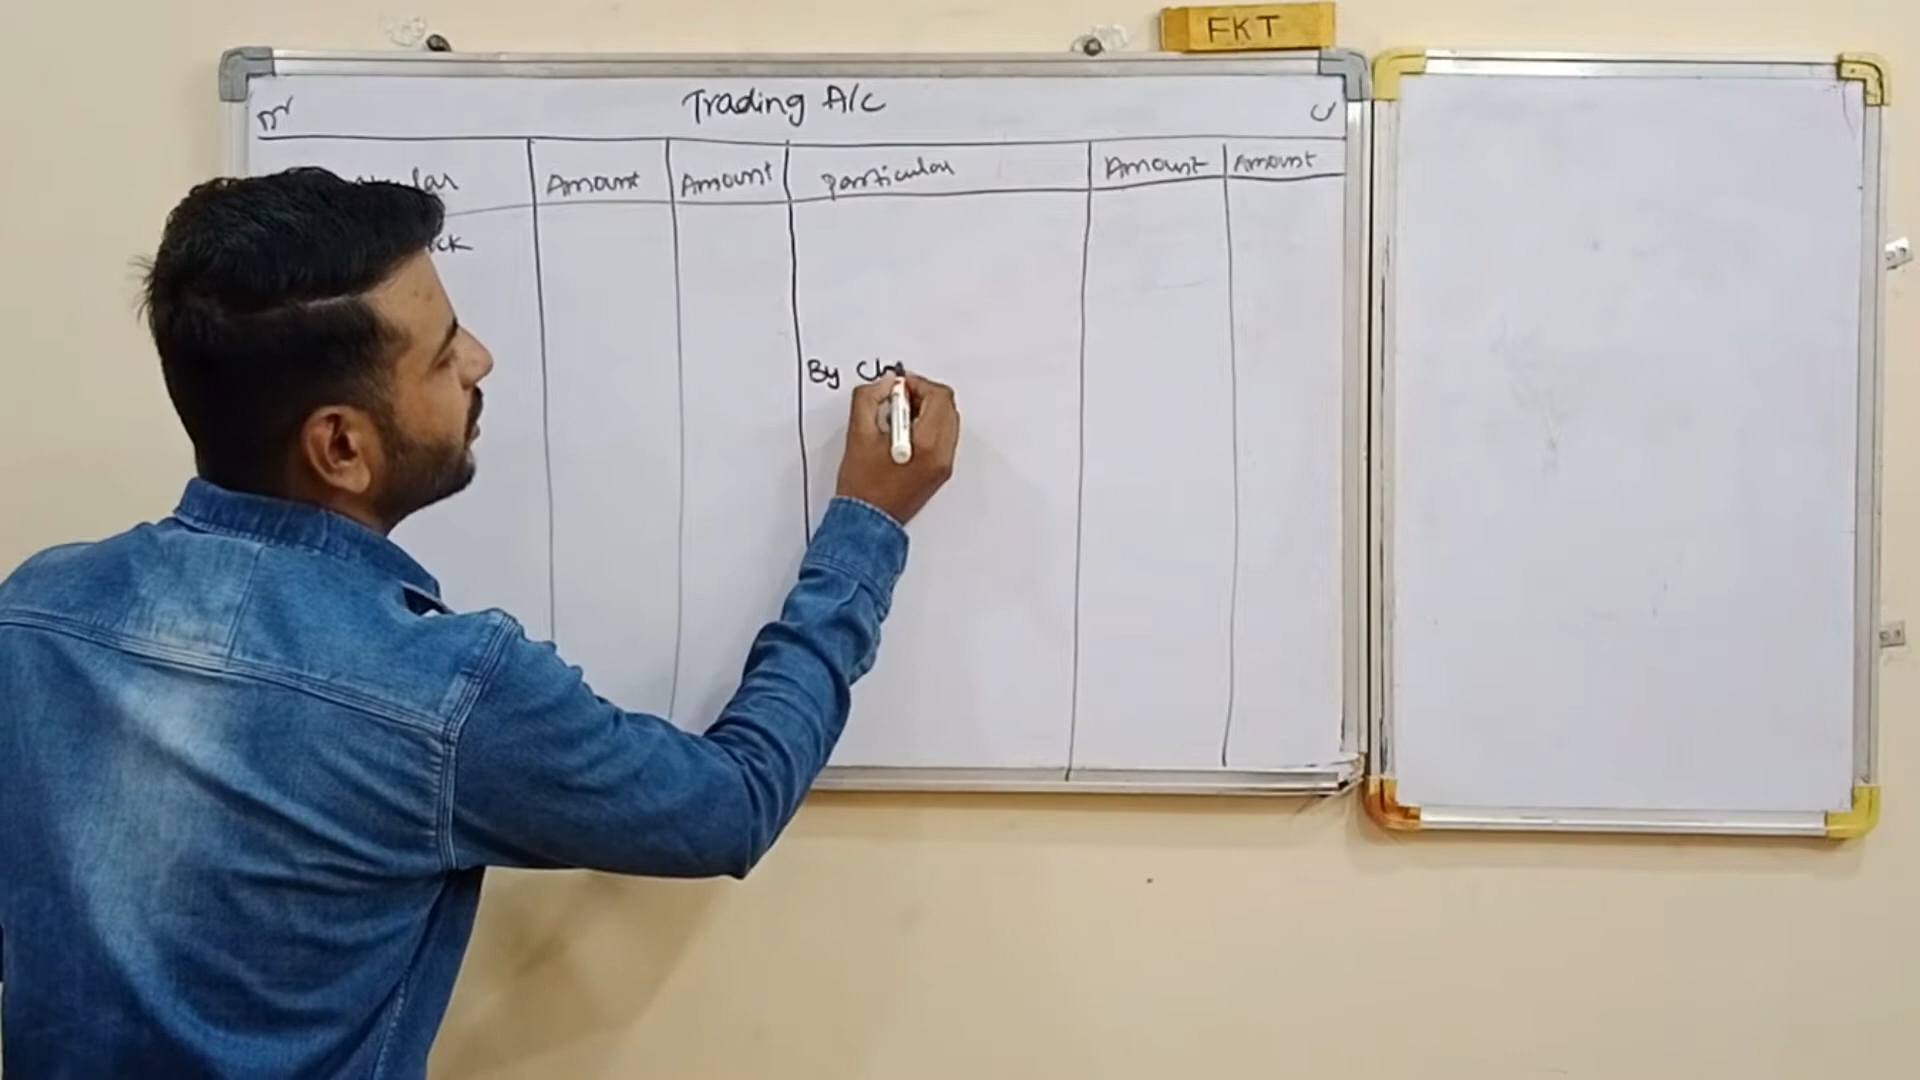 FKT
Trading A/c
Dr Cr
Amount Amount Particular Amount Amount
By